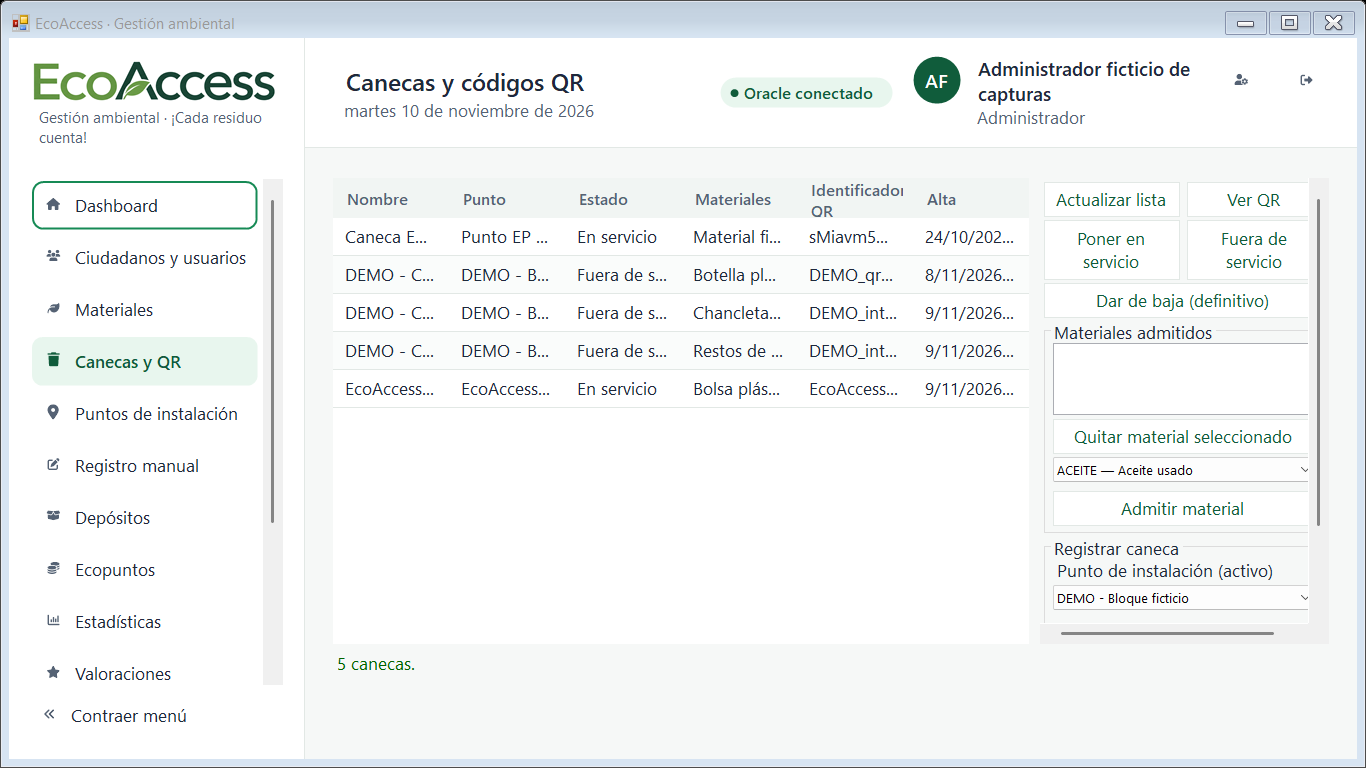 EcoAccess · Gestión ambiental
EcoAccess
Gestión ambiental · ¡Cada residuo
cuenta!
Dashboard
Ciudadanos y usuarios
Materiales
Canecas y QR
Puntos de instalación
Registro manual
Depósitos
Ecopuntos
Estadísticas
Valoraciones
Contraer menú
Canecas y códigos QR
martes 10 de noviembre de 2026
Oracle conectado
AF
Administrador ficticio de
capturas
Administrador
Nombre Punto Estado Materiales Identificador QR Alta
Caneca E... Punto EP ... En servicio Material fi... sMiavm5... 24/10/202...
DEMO - C... DEMO - B... Fuera de s... Botella pl... DEMO_qr... 8/11/2026...
DEMO - C... DEMO - B... Fuera de s... Chancleta... DEMO_int... 9/11/2026...
DEMO - C... DEMO - B... Fuera de s... Restos de ... DEMO_int... 9/11/2026...
EcoAccess... EcoAccess... En servicio Bolsa plás... EcoAccess... 9/11/2026...
5 canecas.
Actualizar lista
Ver QR
Poner en
servicio
Fuera de
servicio
Dar de baja (definitivo)
Materiales admitidos
Quitar material seleccionado
ACEITE — Aceite usado
Admitir material
Registrar caneca
Punto de instalación (activo)
DEMO - Bloque ficticio